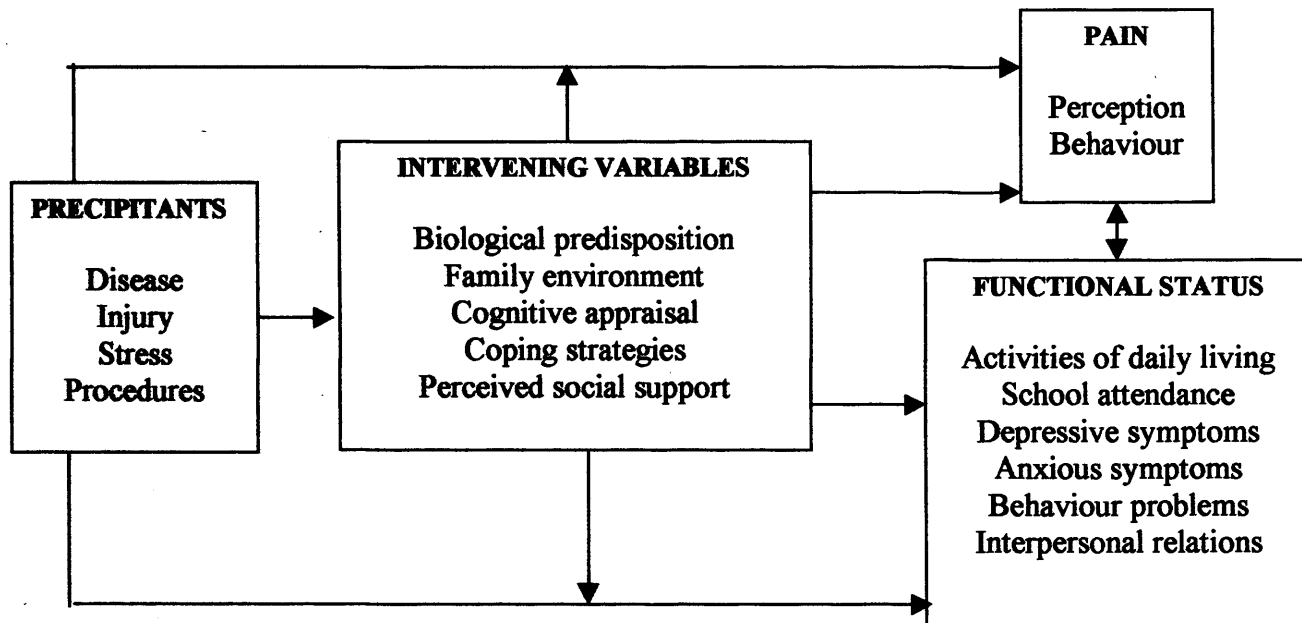 PRECIPITANTS
Disease
Injury
Stress
Procedures
INTERVENING VARIABLES
Biological predisposition
Family environment
Cognitive appraisal
Coping strategies
Perceived social support
PAIN
Perception
Behaviour
FUNCTIONAL STATUS
Activities of daily living
School attendance
Depressive symptoms
Anxious symptoms
Behaviour problems
Interpersonal relations